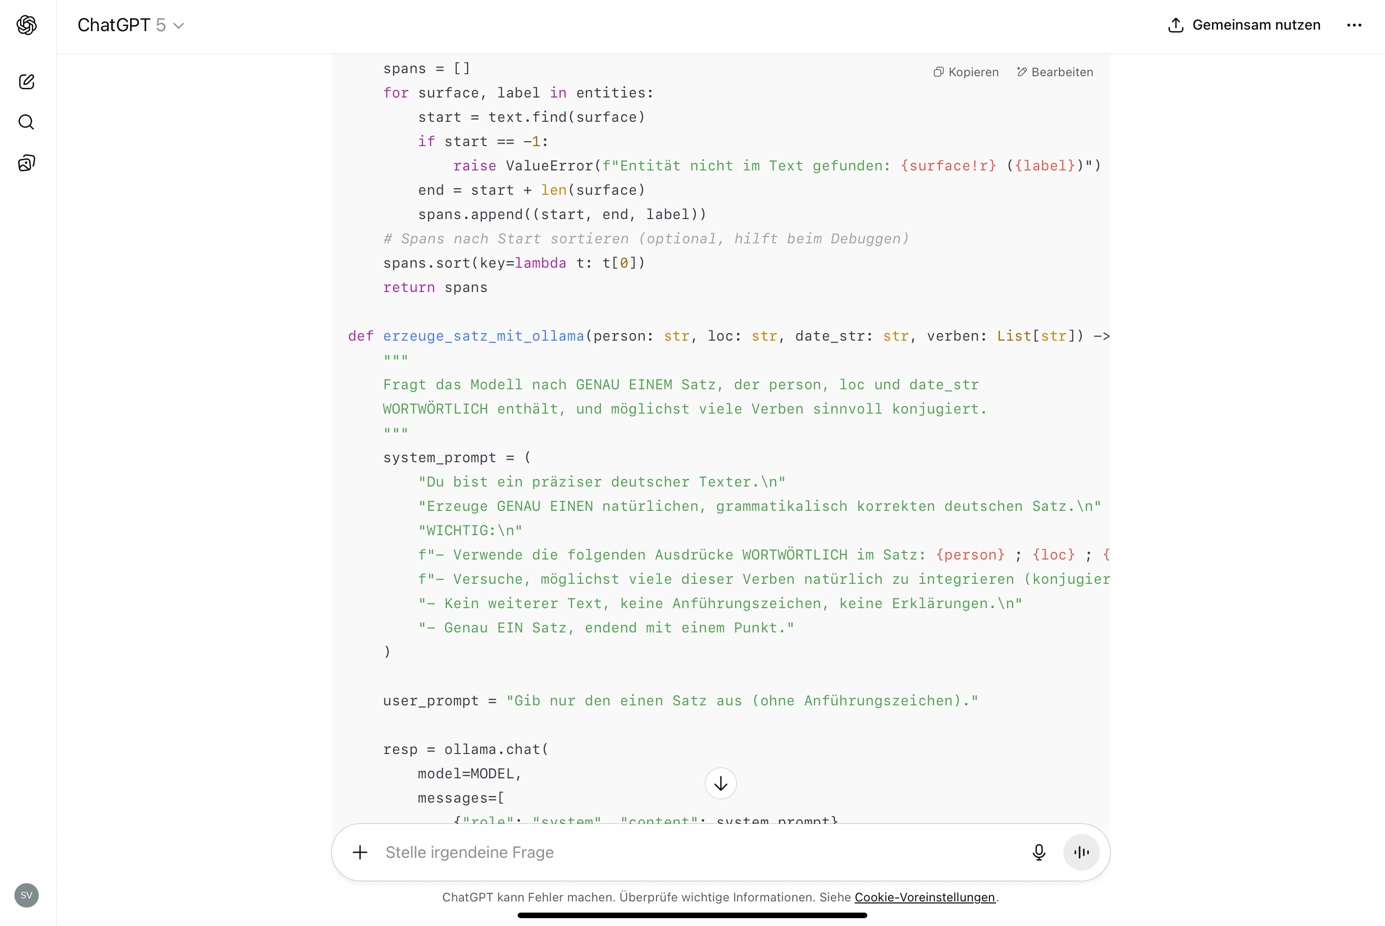 ChatGPT 5
Gemeinsam nutzen
Kopieren Bearbeiten
    spans = []
    for surface, label in entities:
        start = text.find(surface)
        if start == -1:
            raise ValueError(f"Entität nicht im Text gefunden: {surface!r} ({label})")
        end = start + len(surface)
        spans.append((start, end, label))
    # Spans nach Start sortieren (optional, hilft beim Debuggen)
    spans.sort(key=lambda t: t[0])
    return spans

def erzeuge_satz_mit_ollama(person: str, loc: str, date_str: str, verben: List[str]) ->
    """
    Fragt das Modell nach GENAU EINEM Satz, der person, loc und date_str
    WORTWÖRTLICH enthält, und möglichst viele Verben sinnvoll konjugiert.
    """
    system_prompt = (
        "Du bist ein präziser deutscher Texter.\n"
        "Erzeuge GENAU EINEN natürlichen, grammatikalisch korrekten deutschen Satz.\n"
        "WICHTIG:\n"
        f"- Verwende die folgenden Ausdrücke WORTWÖRTLICH im Satz: {person} ; {loc} ; {
        f"- Versuche, möglichst viele dieser Verben natürlich zu integrieren (konjugier
        "- Kein weiterer Text, keine Anführungszeichen, keine Erklärungen.\n"
        "- Genau EIN Satz, endend mit einem Punkt."
    )

    user_prompt = "Gib nur den einen Satz aus (ohne Anführungszeichen)."

    resp = ollama.chat(
        model=MODEL,
        messages=[
            {"role": "system", "content": system_prompt}
Stelle irgendeine Frage
SV
ChatGPT kann Fehler machen. Überprüfe wichtige Informationen. Siehe Cookie-Voreinstellungen.